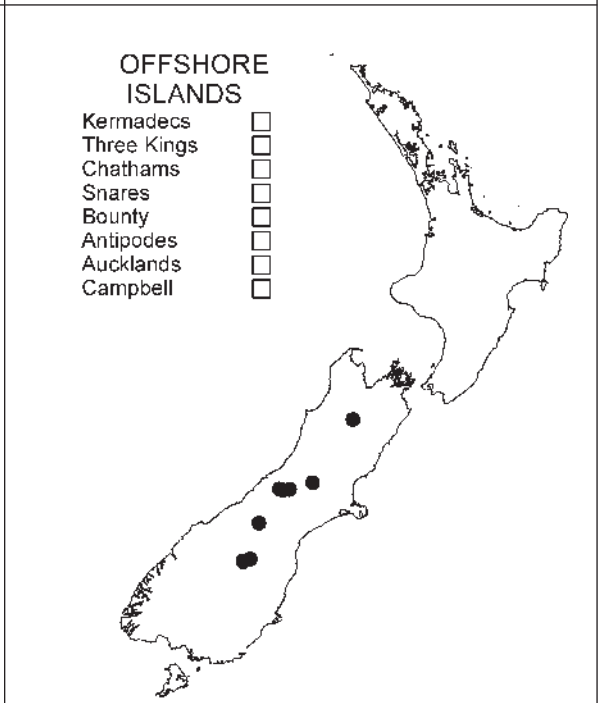 OFFSHORE
ISLANDS
Kermadecs
Three Kings
Chathams
Snares
Bounty
Antipodes
Aucklands
Campbell